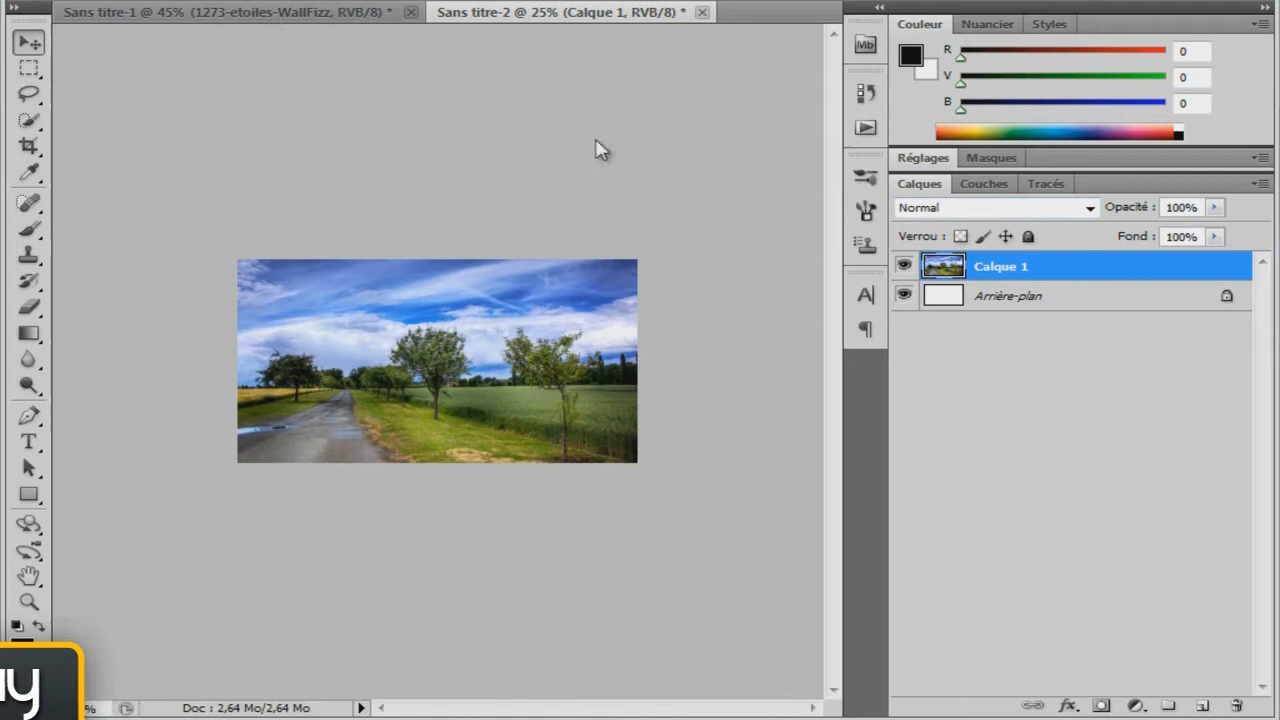 Sans titre-1 @ 45% (1273-etoiles-WallFizz, RVB/8) *
Sans titre-2 @ 25% (Calque 1, RVB/8) *
Mb
Couleur
Nuancier
Styles
R
0
V
0
B
0
Réglages
Masques
Calques
Couches
Tracés
Normal
Opacité :
100%
Verrou :
Fond :
100%
Calque 1
Arrière-plan
A
T
fx
%
Doc : 2,64 Mo/2,64 Mo